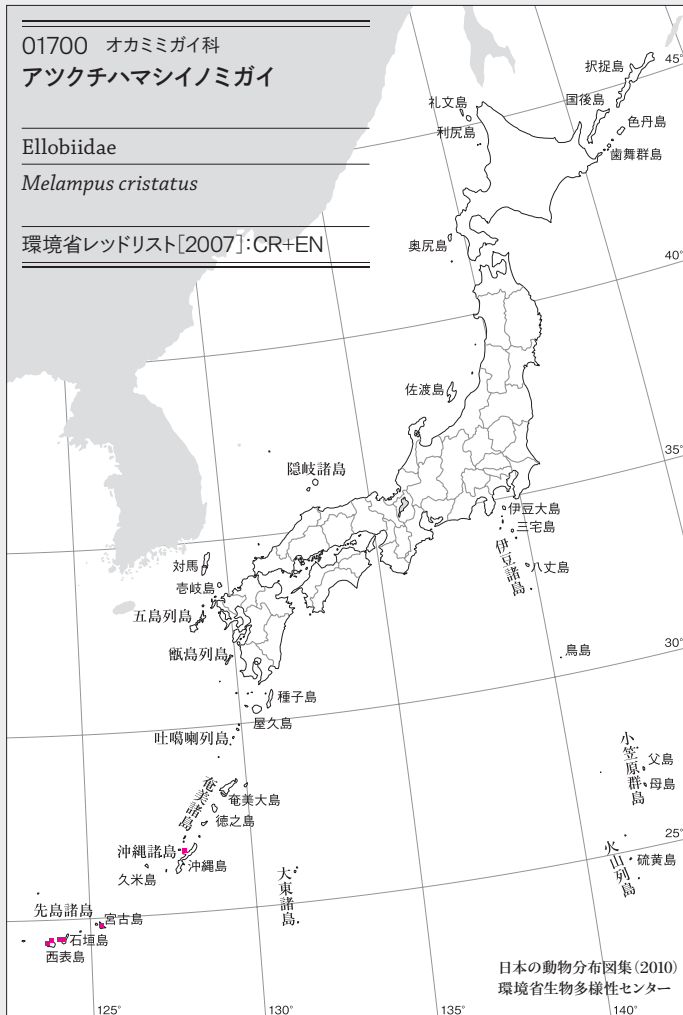 01700 オカミミガイ科
アツクチハマシイノミガイ
Ellobiidae
Melampus cristatus
環境省レッドリスト[2007]:CR+EN
択捉島
45°
礼文島
国後島
色丹島
利尻島
歯舞群島
奥尻島
40°
佐渡島
35°
隠岐諸島
伊豆大島
三宅島
伊豆諸島
八丈島
対馬
壱岐島
五島列島
甑島列島
鳥島
30°
種子島
屋久島
吐噶喇列島
小笠原群島
父島
母島
奄美諸島
奄美大島
徳之島
25°
沖縄諸島
沖縄島
久米島
火山列島
硫黄島
大東諸島
先島諸島
宮古島
石垣島
西表島
日本の動物分布図集(2010)
環境省生物多様性センター
125°
130°
135°
140°